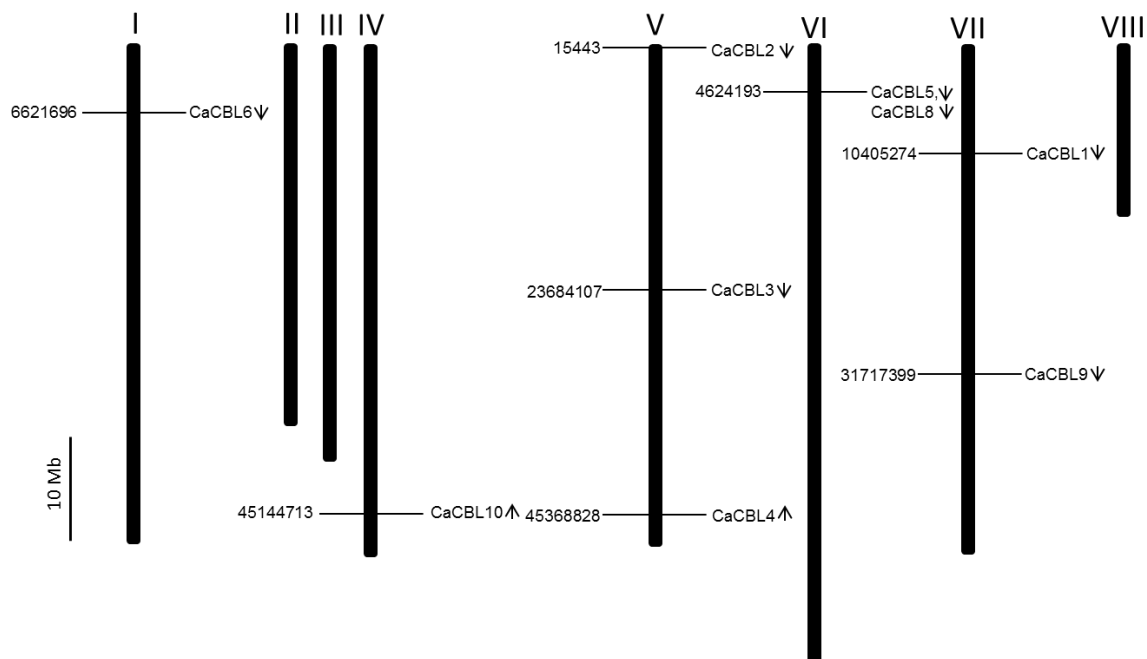 I
II
III
IV
V
VI
VII
VIII
15443
CaCBL2 ↓
4624193
CaCBL5,↓
CaCBL8 ↓
6621696
CaCBL6↓
10405274
CaCBL1↓
23684107
CaCBL3 ↓
31717399
CaCBL9↓
10 Mb
45144713
CaCBL10↑
45368828
CaCBL4 ↑